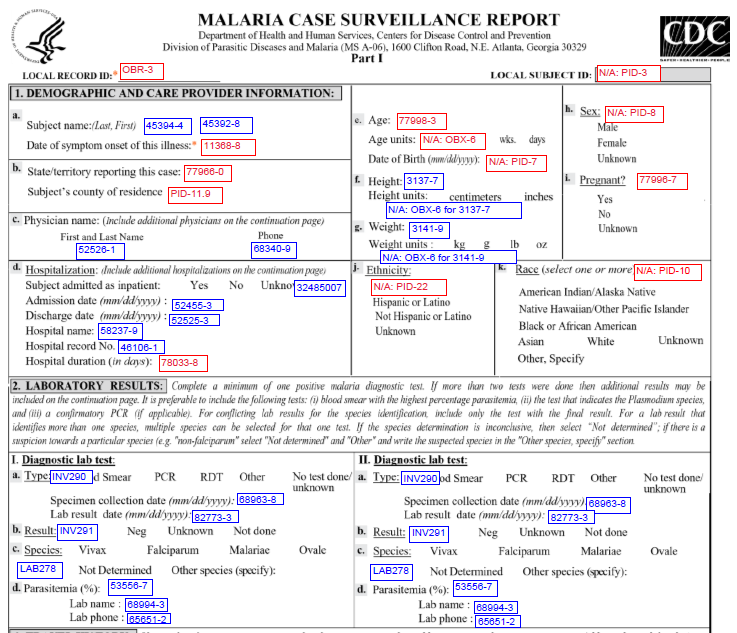 MALARIA CASE SURVEILLANCE REPORT
Department of Health and Human Services, Centers for Disease Control and Prevention
Division of Parasitic Diseases and Malaria (MS A-06), 1600 Clifton Road, N.E. Atlanta, Georgia 30329
Part I
CDC
LOCAL RECORD ID:* OBR-3
LOCAL SUBJECT ID: N/A: PID-3
1. DEMOGRAPHIC AND CARE PROVIDER INFORMATION:
a.
Subject name:(Last, First) 45394-4 45392-8
Date of symptom onset of this illness:* 11368-8
b. State/territory reporting this case: 77966-0
Subject's county of residence PID-11.9
c. Physician name: (Include additional physicians on the continuation page)
First and Last Name Phone
52526-1 68340-9
d. Hospitalization: (Include additional hospitalizations on the continuation page)
Subject admitted as inpatient: Yes No Unkno 32485007
Admission date (mm/dd/yyyy): 52455-3
Discharge date (mm/dd/yyyy): 52525-3
Hospital name: 58237-9
Hospital record No. 46106-1
Hospital duration (in days): 78033-8
e. Age: 77998-3
Age units: N/A: OBX-6 wks. days
Date of Birth (mm/dd/yyyy): N/A: PID-7
f. Height: 3137-7
Height units: centimeters inches
N/A: OBX-6 for 3137-7
g. Weight: 3141-9
Weight units : kg g lb oz
N/A: OBX-6 for 3141-9
h. Sex: N/A: PID-8
Male
Female
Unknown
i. Pregnant? 77996-7
Yes
No
Unknown
j. Ethnicity:
N/A: PID-22
Hispanic or Latino
Not Hispanic or Latino
Unknown
k. Race (select one or more N/A: PID-10
American Indian/Alaska Native
Native Hawaiian/Other Pacific Islander
Black or African American
Asian White Unknown
Other, Specify
2. LABORATORY RESULTS: Complete a minimum of one positive malaria diagnostic test. If more than two tests were done then additional results may be
included on the continuation page. It is preferable to include the following tests: (i) blood smear with the highest percentage parasitemia, (ii) the test that indicates the Plasmodium species,
and (iii) a confirmatory PCR (if applicable). For conflicting lab results for the species identification, include only the test with the final result. For a lab result that
identifies more than one species, multiple species can be selected for that one test. If the species determination is inconclusive, then select "Not determined"; if there is a
suspicion towards a particular species (e.g. "non-falciparum" select "Not determined" and "Other" and write the suspected species in the "Other species, specify" section.
I. Diagnostic lab test:
a. Type: INV290 d Smear PCR RDT Other No test done/
unknown
Specimen collection date (mm/dd/yyyy): 68963-8
Lab result date (mm/dd/yyyy): 82773-3
b. Result: INV291 Neg Unknown Not done
c. Species: Vivax Falciparum Malariae Ovale
LAB278 Not Determined Other species (specify):
d. Parasitemia (%): 53556-7
Lab name : 68994-3
Lab phone : 65651-2
II. Diagnostic lab test:
a. Type: INV290 od Smear PCR RDT Other No test done/
unknown
Specimen collection date (mm/dd/yyyy) 68963-8
Lab result date (mm/dd/yyyy): 82773-3
b. Result: INV291 Neg Unknown Not done
c. Species: Vivax Falciparum Malariae Ovale
LAB278 Not Determined Other species (specify):
d. Parasitemia (%): 53556-7
Lab name : 68994-3
Lab phone : 65651-2